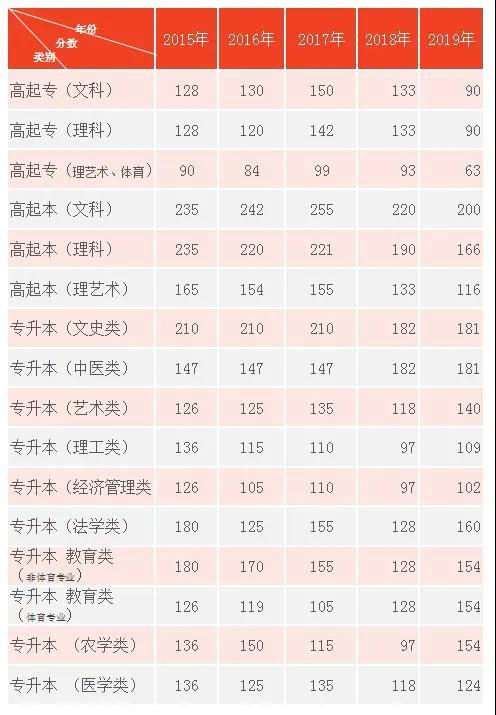 年份
分数
类别
2015年 2016年 2017年 2018年 2019年
高起专（文科） 128 130 150 133 90
高起专（理科） 128 120 142 133 90
高起专（理艺术、体育） 90 84 99 93 63
高起本（文科） 235 242 255 220 200
高起本（理科） 235 220 221 190 166
高起本（理艺术） 165 154 155 133 116
专升本（文史类） 210 210 210 182 181
专升本（中医类） 147 147 147 182 181
专升本（艺术类） 126 125 135 118 140
专升本（理工类） 136 115 110 97 109
专升本（经济管理类 126 105 110 97 102
专升本（法学类） 180 125 155 128 160
专升本 教育类
（非体育专业） 180 170 155 128 154
专升本 教育类
（体育专业） 126 119 105 128 154
专升本 （农学类） 136 150 115 97 154
专升本 （医学类） 136 125 135 118 124